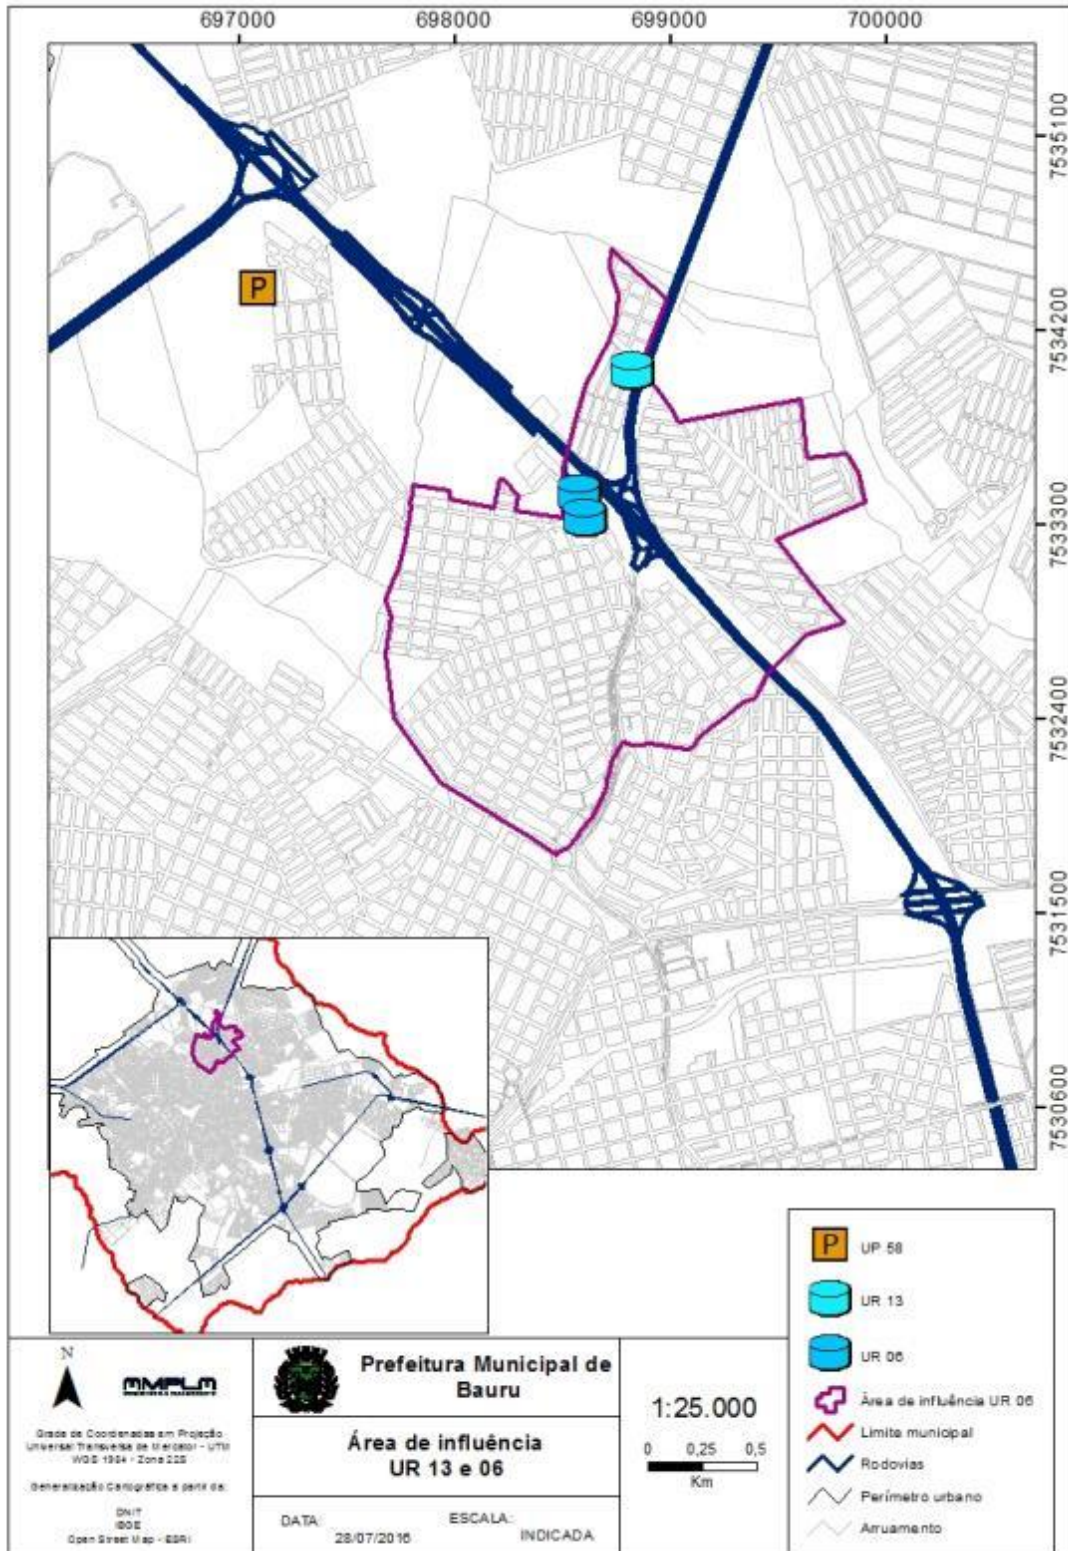 697000 698000 699000 700000
7535100
7534200
7533300
7532400
7531500
7530600
P
P UP 58
UR 13
UR 06
Área de influência UR 06
Limite municipal
Rodovias
Perímetro urbano
Arruamento
N
MMPLM
Grade de Coordenadas em Projeção
Universal Transversa de Mercator - UTM
WGS 1984 - Zona 22S
Generalização Cartográfica a partir da:
DNIT
IBGE
Open Street Map - ESRI
Prefeitura Municipal de
Bauru
Área de influência
UR 13 e 06
DATA: 28/07/2016
ESCALA: INDICADA
1:25.000
0 0,25 0,5
Km